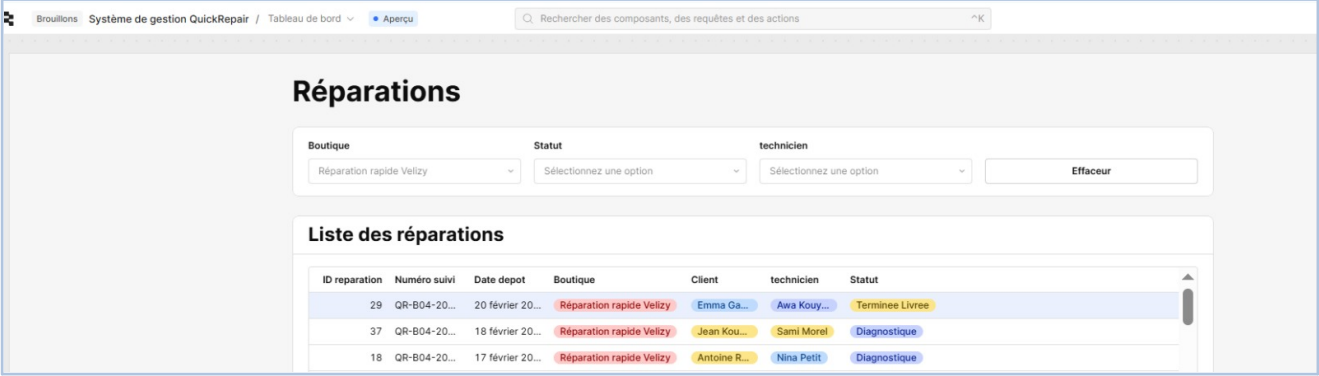 Brouillons Système de gestion QuickRepair / Tableau de bord Aperçu Rechercher des composants, des requêtes et des actions ^K
Réparations
Boutique Statut technicien
Réparation rapide Velizy Sélectionnez une option Sélectionnez une option Effaceur
Liste des réparations
ID reparation Numéro suivi Date depot Boutique Client technicien Statut
29 QR-B04-20... 20 février 20... Réparation rapide Velizy Emma Ga... Awa Kouy... Terminee Livree
37 QR-B04-20... 18 février 20... Réparation rapide Velizy Jean Kou... Sami Morel Diagnostique
18 QR-B04-20... 17 février 20... Réparation rapide Velizy Antoine R... Nina Petit Diagnostique